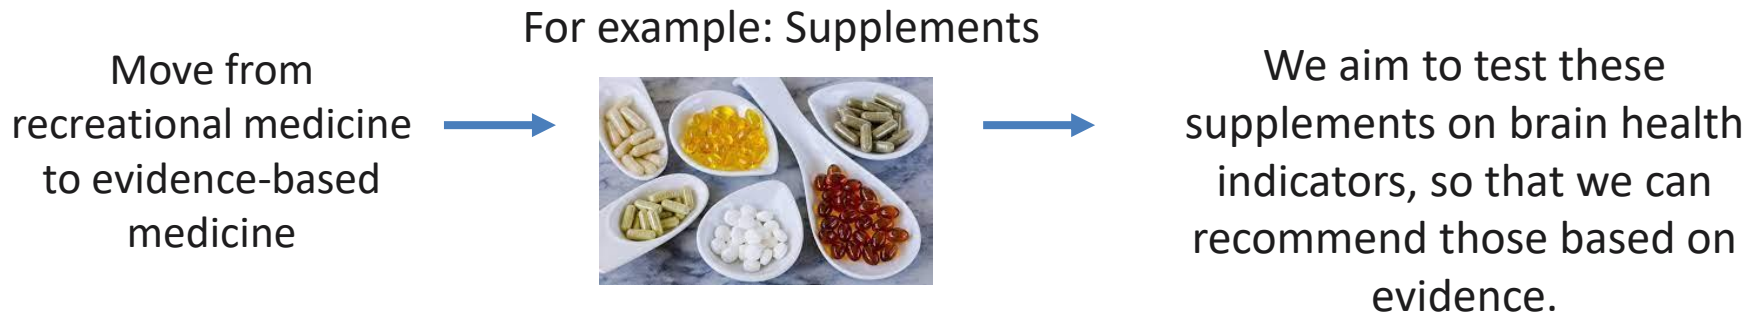 Move from
recreational medicine
to evidence-based
medicine
For example: Supplements
We aim to test these
supplements on brain health
indicators, so that we can
recommend those based on
evidence.